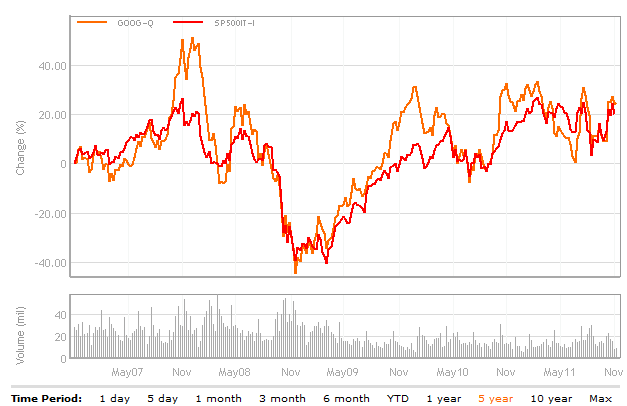 GOOG-Q SP500IT-I
Change (%)
40.00
20.00
0
-20.00
-40.00
Volume (mil)
40
20
0
May07 Nov May08 Nov May09 Nov May10 Nov May11 Nov
Time Period: 1 day 5 day 1 month 3 month 6 month YTD 1 year 5 year 10 year Max